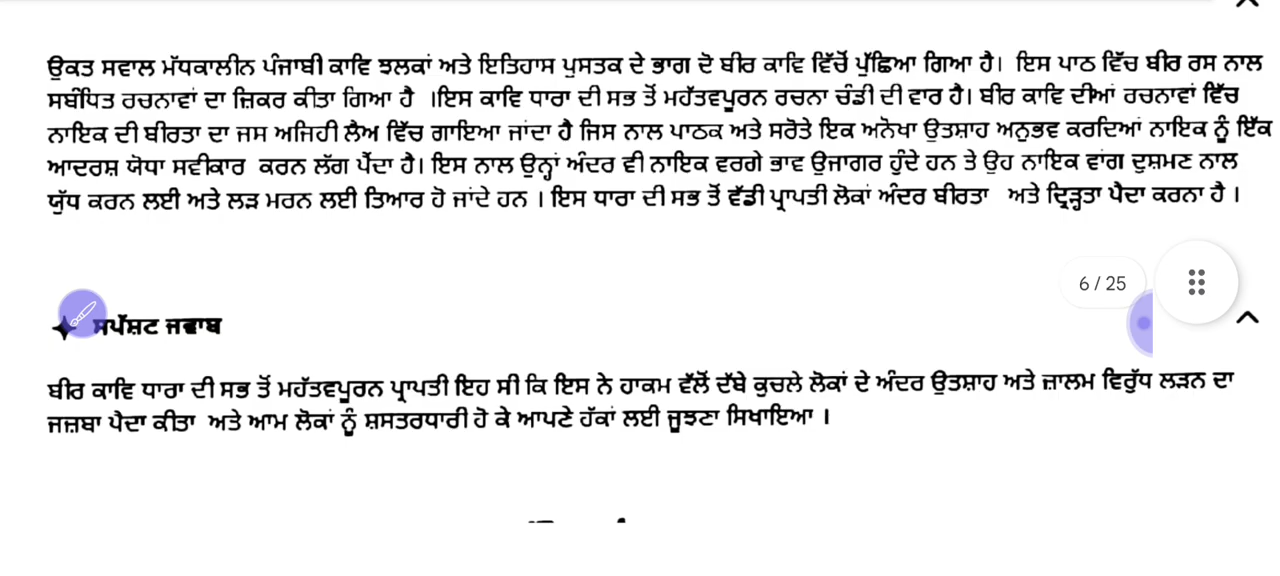 ਉਕਤ ਸਵਾਲ ਮੱਧਕਾਲੀਨ ਪੰਜਾਬੀ ਕਾਵਿ ਝਲਕਾਂ ਅਤੇ ਇਤਿਹਾਸ ਪੁਸਤਕ ਦੇ ਭਾਗ ਦੋ ਬੀਰ ਕਾਵਿ ਵਿੱਚੋਂ ਪੁੱਛਿਆ ਗਿਆ ਹੈ। ਇਸ ਪਾਠ ਵਿੱਚ ਬੀਰ ਰਸ ਨਾਲ
ਸਬੰਧਿਤ ਰਚਨਾਵਾਂ ਦਾ ਜ਼ਿਕਰ ਕੀਤਾ ਗਿਆ ਹੈ ।ਇਸ ਕਾਵਿ ਧਾਰਾ ਦੀ ਸਭ ਤੋਂ ਮਹੱਤਵਪੂਰਨ ਰਚਨਾ ਚੰਡੀ ਦੀ ਵਾਰ ਹੈ। ਬੀਰ ਕਾਵਿ ਦੀਆਂ ਰਚਨਾਵਾਂ ਵਿੱਚ
ਨਾਇਕ ਦੀ ਬੀਰਤਾ ਦਾ ਜਸ ਅਜਿਹੀ ਲੈਅ ਵਿੱਚ ਗਾਇਆ ਜਾਂਦਾ ਹੈ ਜਿਸ ਨਾਲ ਪਾਠਕ ਅਤੇ ਸਰੋਤੇ ਇਕ ਅਨੋਖਾ ਉਤਸ਼ਾਹ ਅਨੁਭਵ ਕਰਦਿਆਂ ਨਾਇਕ ਨੂੰ ਇੱਕ
ਆਦਰਸ਼ ਯੋਧਾ ਸਵੀਕਾਰ ਕਰਨ ਲੱਗ ਪੈਂਦਾ ਹੈ। ਇਸ ਨਾਲ ਉਨ੍ਹਾਂ ਅੰਦਰ ਵੀ ਨਾਇਕ ਵਰਗੇ ਭਾਵ ਉਜਾਗਰ ਹੁੰਦੇ ਹਨ ਤੇ ਉਹ ਨਾਇਕ ਵਾਂਗ ਦੁਸ਼ਮਣ ਨਾਲ
ਯੁੱਧ ਕਰਨ ਲਈ ਅਤੇ ਲੜ ਮਰਨ ਲਈ ਤਿਆਰ ਹੋ ਜਾਂਦੇ ਹਨ । ਇਸ ਧਾਰਾ ਦੀ ਸਭ ਤੋਂ ਵੱਡੀ ਪ੍ਰਾਪਤੀ ਲੋਕਾਂ ਅੰਦਰ ਬੀਰਤਾ ਅਤੇ ਦ੍ਰਿੜ੍ਹਤਾ ਪੈਦਾ ਕਰਨਾ ਹੈ ।
6 / 25
ਸਪੱਸ਼ਟ ਜਵਾਬ
ਬੀਰ ਕਾਵਿ ਧਾਰਾ ਦੀ ਸਭ ਤੋਂ ਮਹੱਤਵਪੂਰਨ ਪ੍ਰਾਪਤੀ ਇਹ ਸੀ ਕਿ ਇਸ ਨੇ ਹਾਕਮ ਵੱਲੋਂ ਦੱਬੇ ਕੁਚਲੇ ਲੋਕਾਂ ਦੇ ਅੰਦਰ ਉਤਸ਼ਾਹ ਅਤੇ ਜ਼ਾਲਮ ਵਿਰੁੱਧ ਲੜਨ ਦਾ
ਜਜ਼ਬਾ ਪੈਦਾ ਕੀਤਾ ਅਤੇ ਆਮ ਲੋਕਾਂ ਨੂੰ ਸ਼ਸਤਰਧਾਰੀ ਹੋ ਕੇ ਆਪਣੇ ਹੱਕਾਂ ਲਈ ਜੂਝਣਾ ਸਿਖਾਇਆ ।